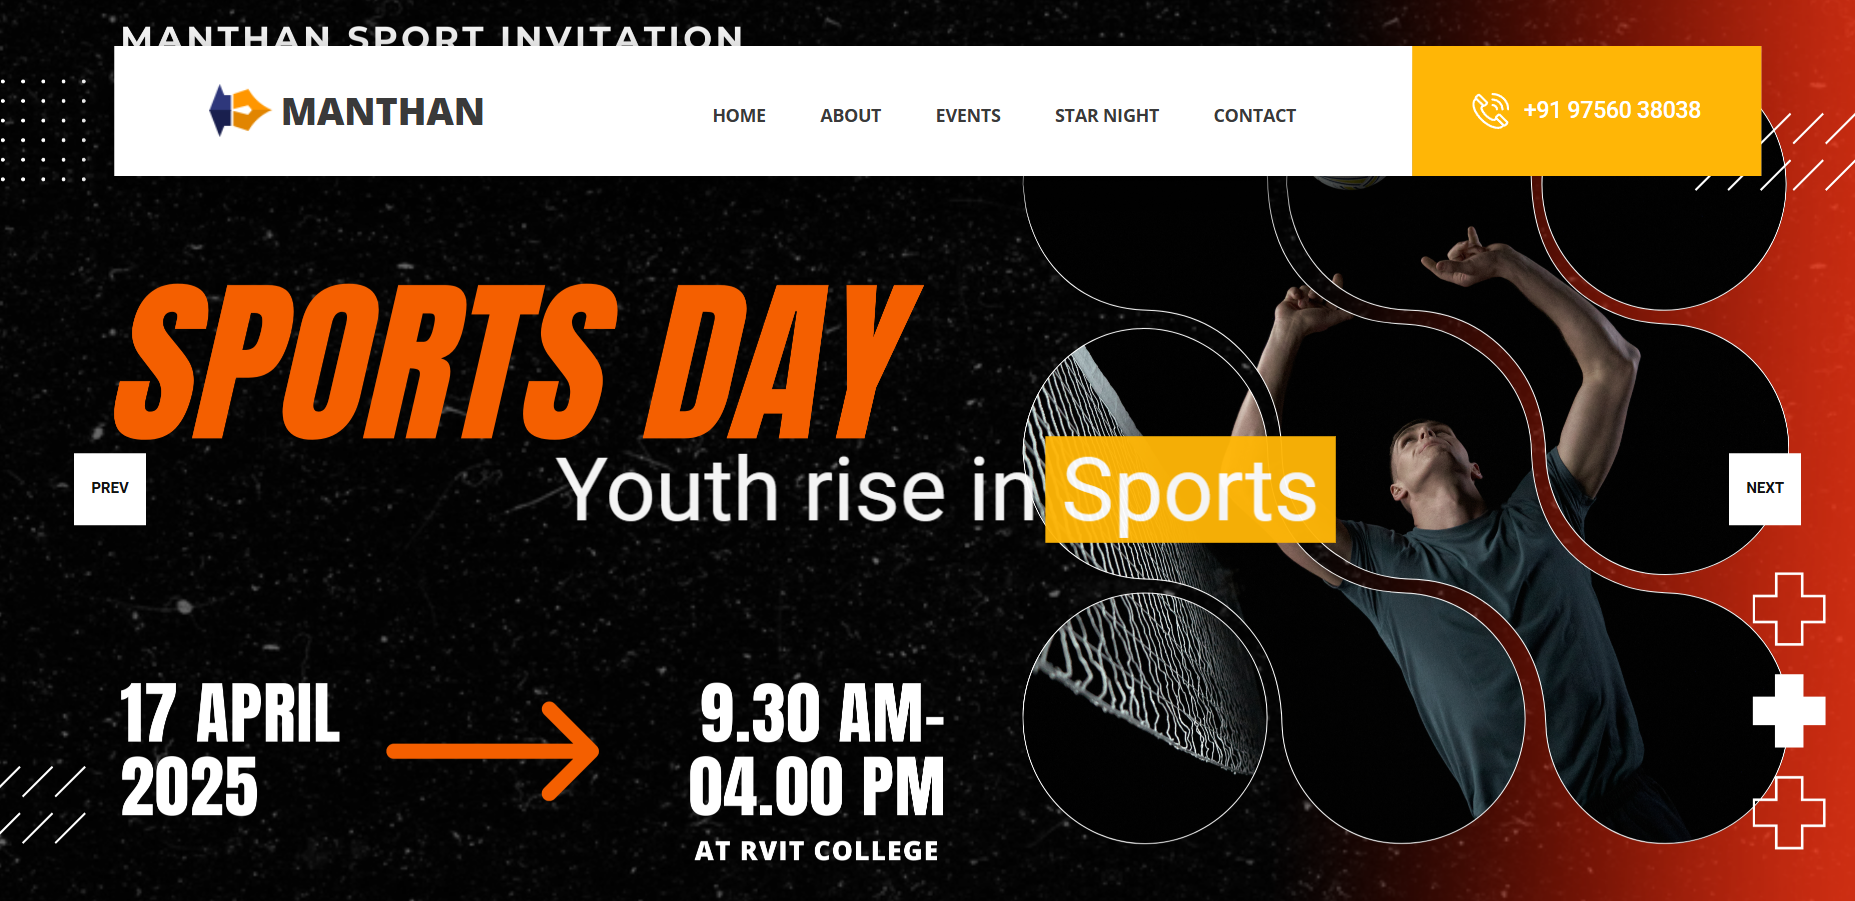 MANTHAN SPORT INVITATION
MANTHAN
HOME ABOUT EVENTS STAR NIGHT CONTACT
+91 97560 38038
SPORTS DAY
Youth rise in Sports
PREV
NEXT
17 APRIL
2025
9.30 AM-
04.00 PM
AT RVIT COLLEGE